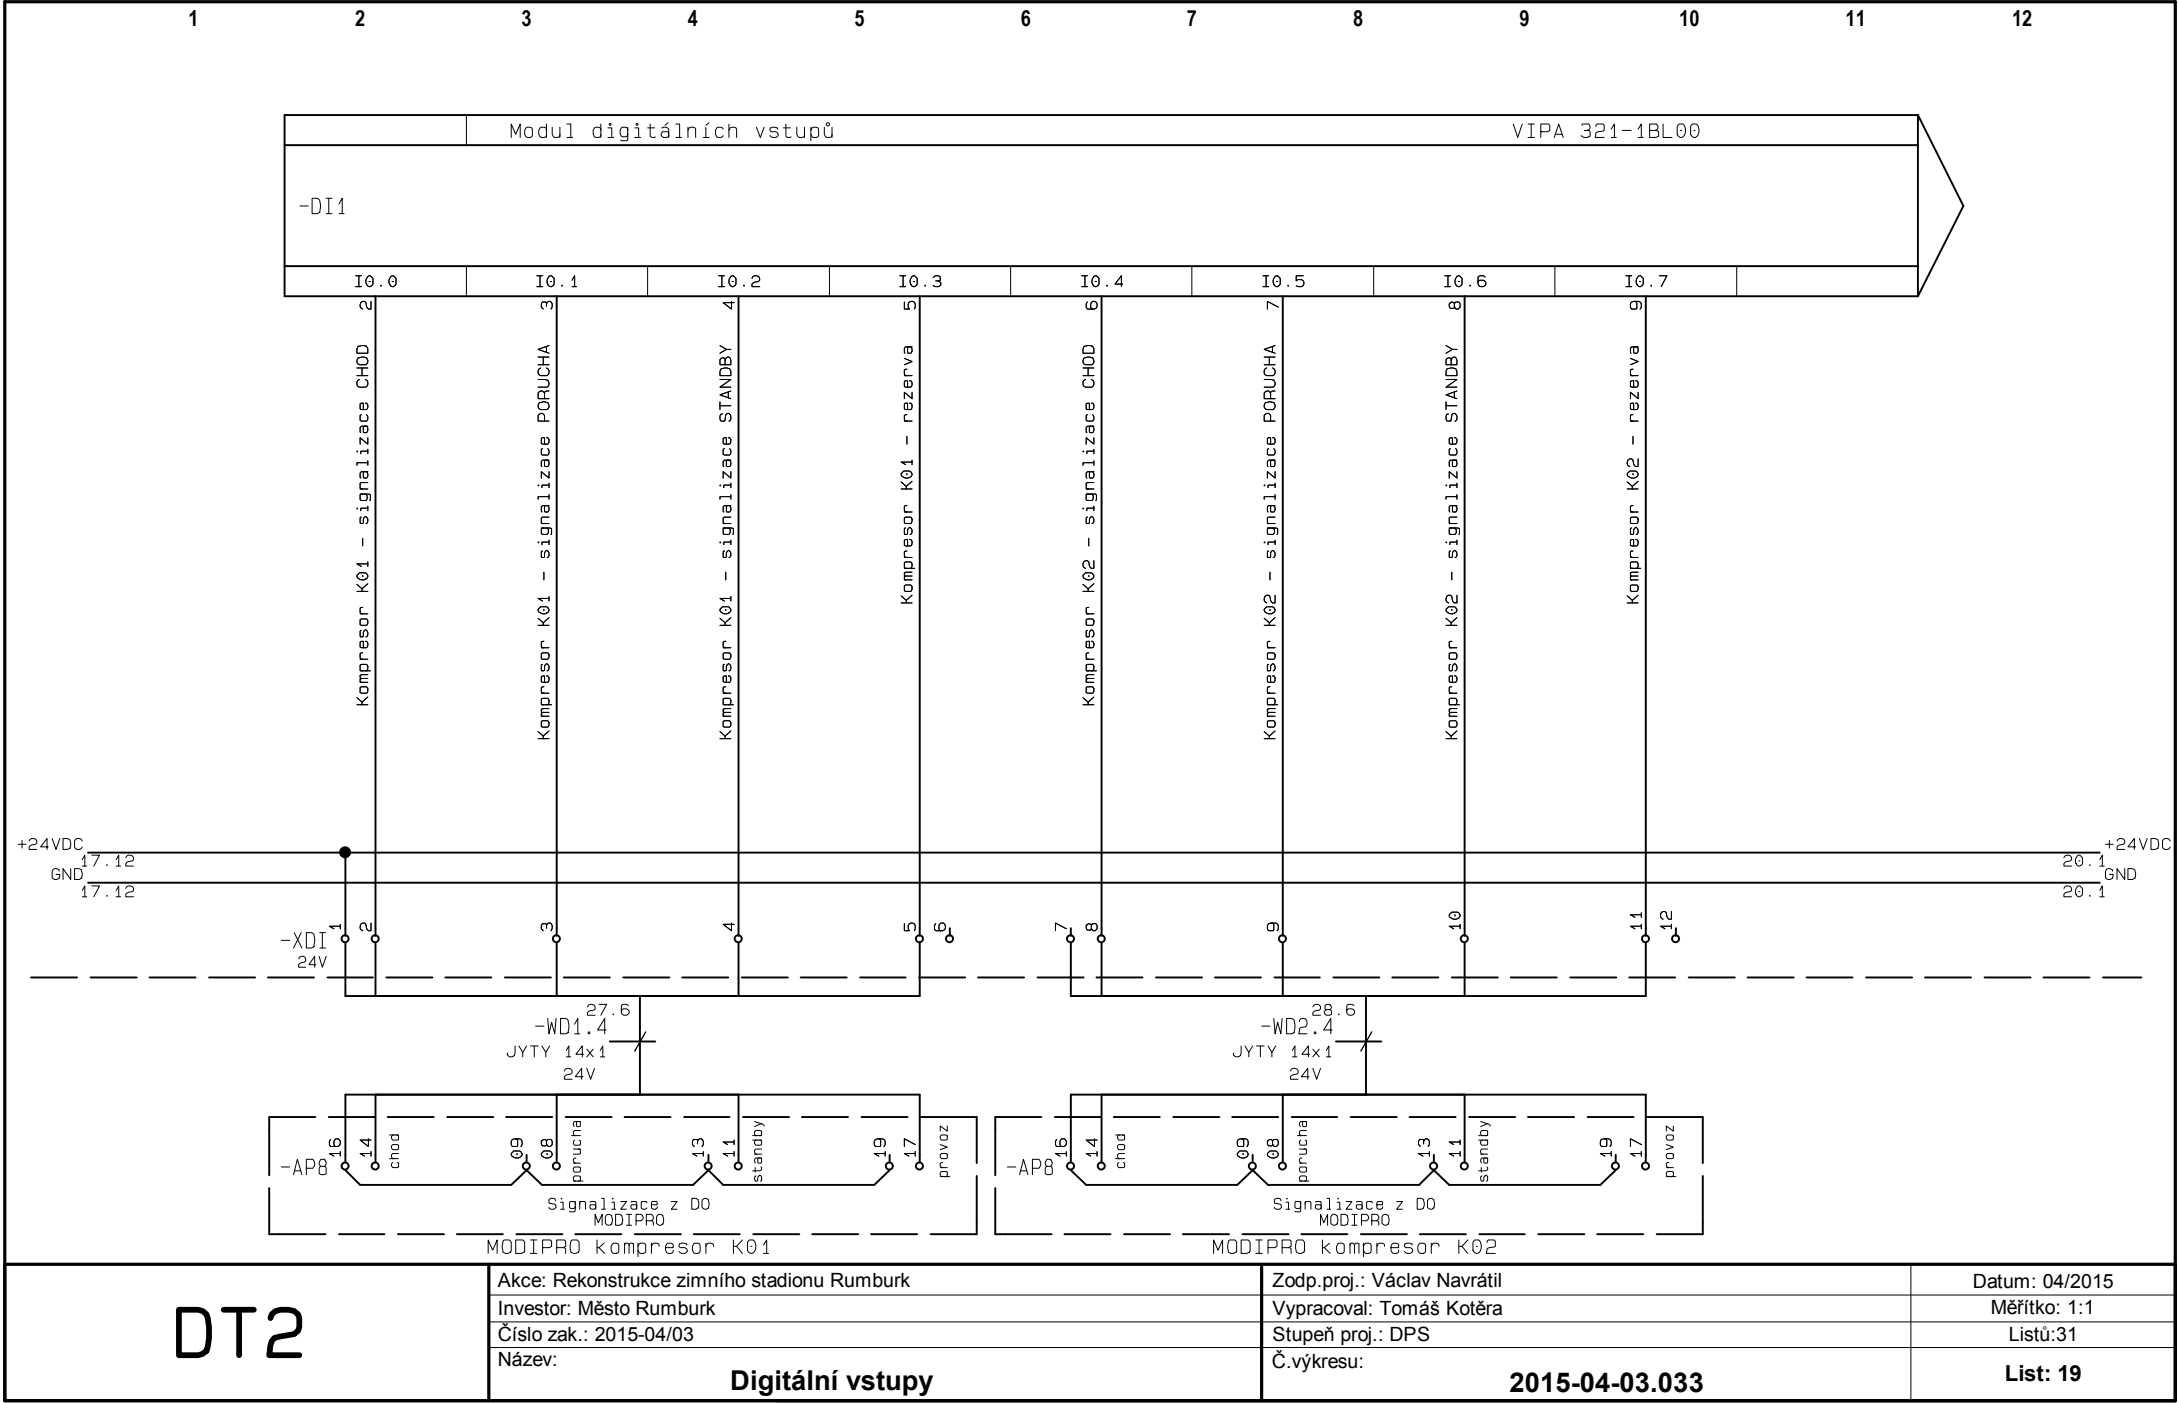 1 2 3 4 5 6 7 8 9 10 11 12
Modul digitálních vstupů VIPA 321-1BL00
-DI1
I0.0 I0.1 I0.2 I0.3 I0.4 I0.5 I0.6 I0.7
2 3 4 5 6 7 8 9
Kompresor K01 - signalizace CHOD
Kompresor K01 - signalizace PORUCHA
Kompresor K01 - signalizace STANDBY
Kompresor K01 - rezerva
Kompresor K02 - signalizace CHOD
Kompresor K02 - signalizace PORUCHA
Kompresor K02 - signalizace STANDBY
Kompresor K02 - rezerva
+24VDC +24VDC
17.12 20.1
GND GND
17.12 20.1
-XDI 1 2 3 4 5 6 7 8 9 10 11 12
24V
27.6 28.6
-WD1.4 -WD2.4
JYTY 14x1 JYTY 14x1
24V 24V
-AP8 16 14 chod 09 08 porucha 13 11 standby 19 17 provoz
-AP8 16 14 chod 09 08 porucha 13 11 standby 19 17 provoz
Signalizace z DO Signalizace z DO
MODIPRO MODIPRO
MODIPRO kompresor K01 MODIPRO kompresor K02
DT2
Akce: Rekonstrukce zimního stadionu Rumburk
Investor: Město Rumburk
Číslo zak.: 2015-04/03
Název:
Digitální vstupy
Zodp.proj.: Václav Navrátil
Vypracoval: Tomáš Kotěra
Stupeň proj.: DPS
Č.výkresu:
2015-04-03.033
Datum: 04/2015
Měřítko: 1:1
Listů:31
List: 19